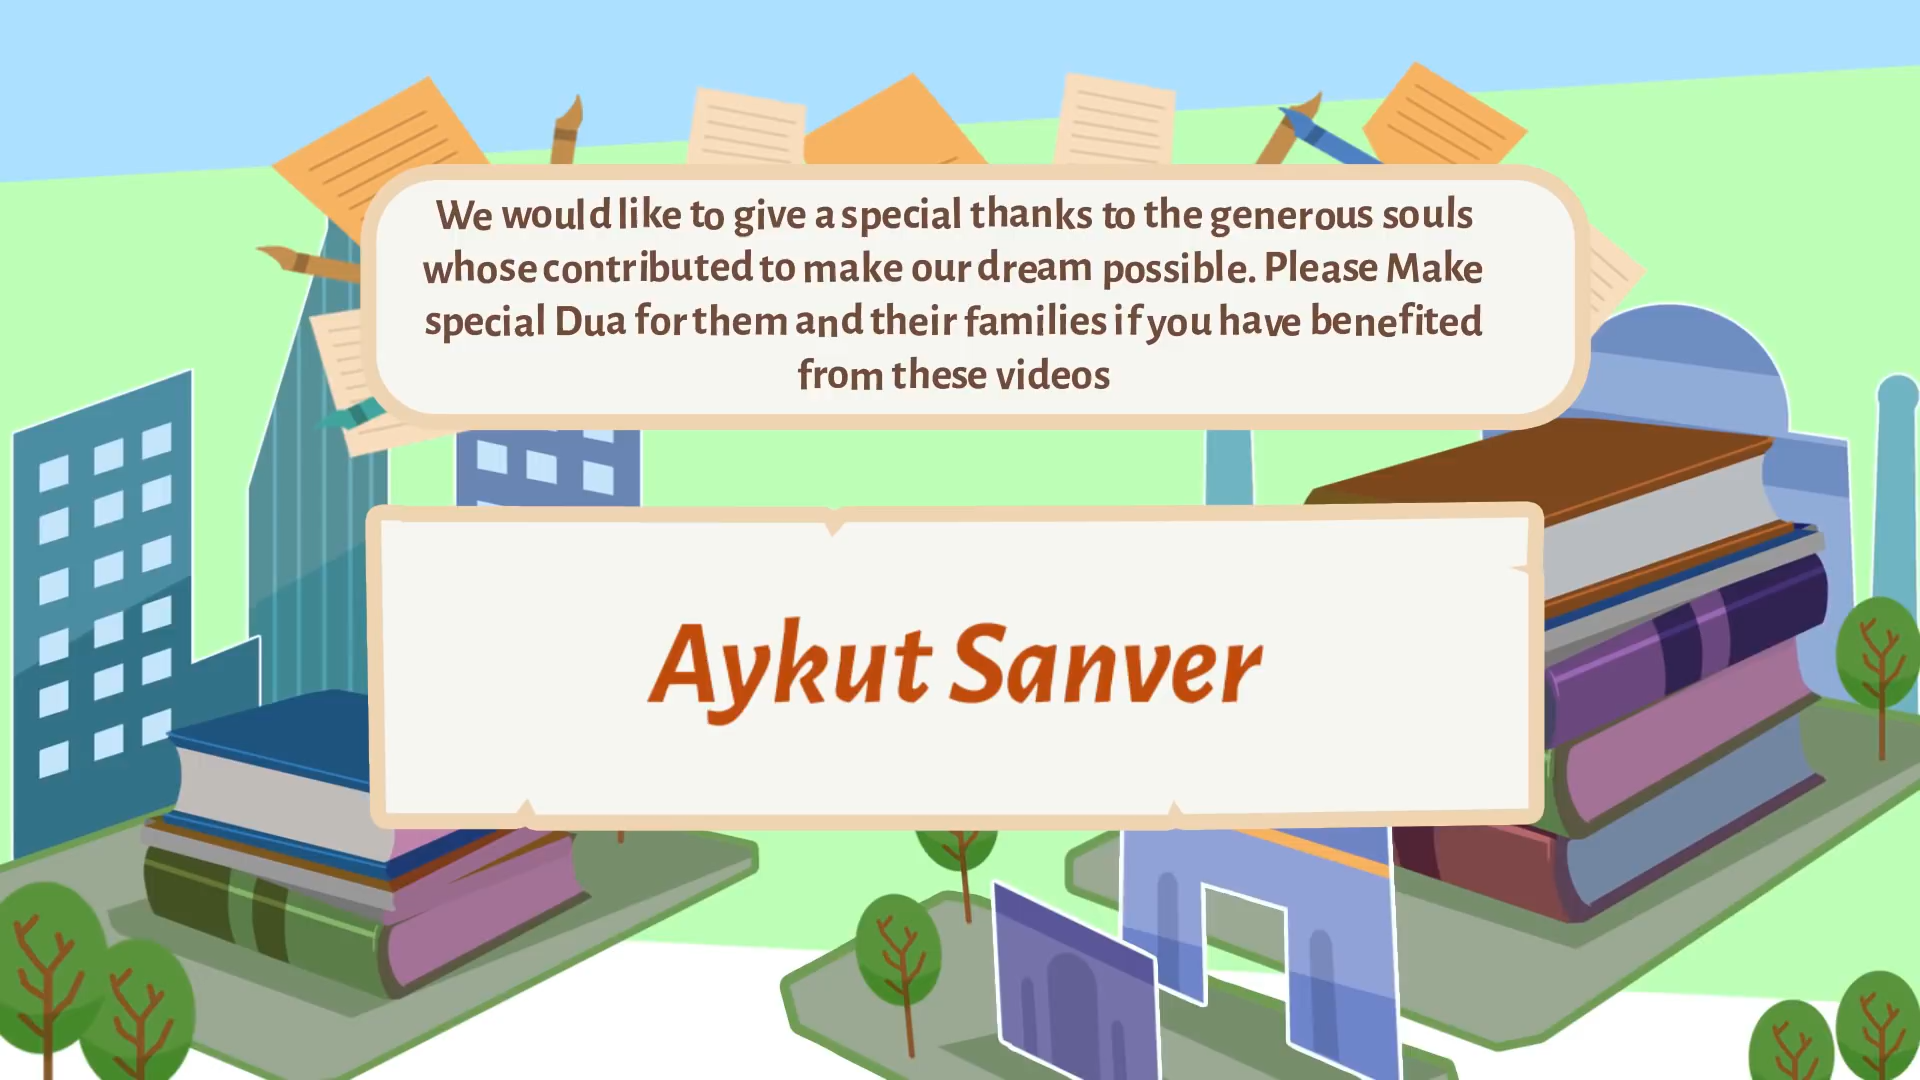 We would like to give a special thanks to the generous souls
whose contributed to make our dream possible. Please Make
special Dua for them and their families if you have benefited
from these videos
Aykut Sanver